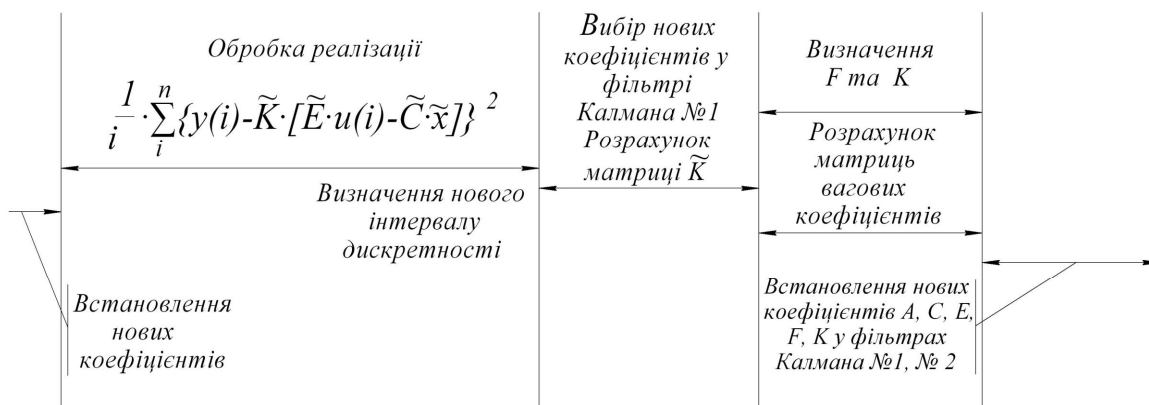 Обробка реалізації
1/i · n∑i {y(i)-K̃·[Ẽ·u(i)-C̃·x̃]} ²
Визначення нового
інтервалу
дискретності
Встановлення
нових
коефіцієнтів
Вибір нових
коефіцієнтів у
фільтрі
Калмана №1
Розрахунок
матриці K̃
Визначення
F та K
Розрахунок
матриць
вагових
коефіцієнтів
Встановлення нових
коефіцієнтів A, C, E,
F, K у фільтрах
Калмана №1, № 2